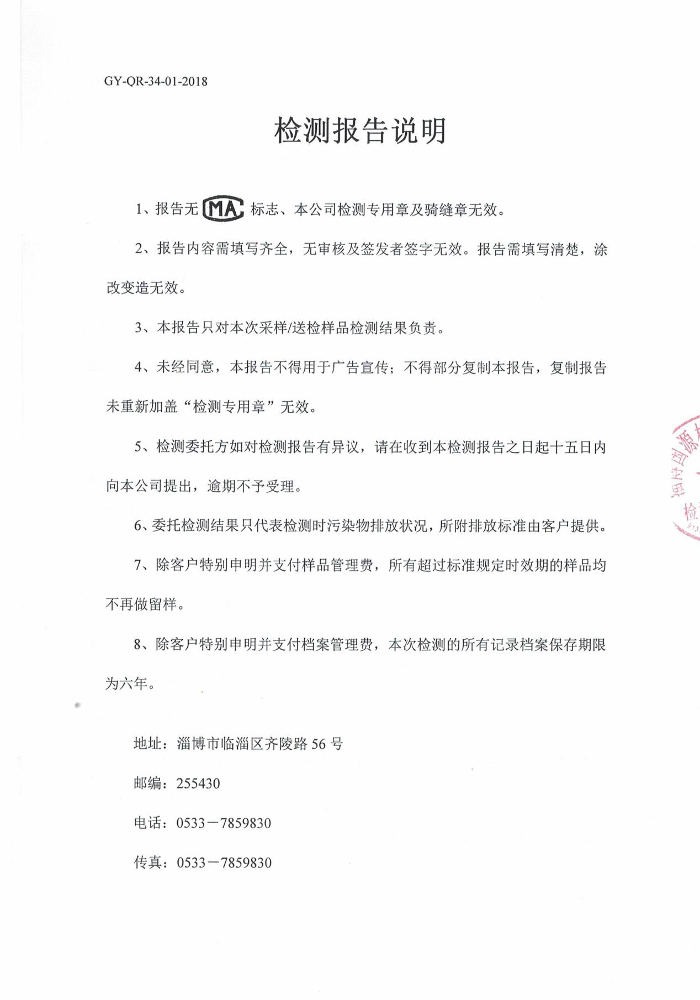 GY-QR-34-01-2018
检测报告说明
1、报告无 MA 标志、本公司检测专用章及骑缝章无效。
2、报告内容需填写齐全，无审核及签发者签字无效。报告需填写清楚，涂
改变造无效。
3、本报告只对本次采样/送检样品检测结果负责。
4、未经同意，本报告不得用于广告宣传；不得部分复制本报告，复制报告
未重新加盖“检测专用章”无效。
5、检测委托方如对检测报告有异议，请在收到本检测报告之日起十五日内
向本公司提出，逾期不予受理。
6、委托检测结果只代表检测时污染物排放状况，所附排放标准由客户提供。
7、除客户特别申明并支付样品管理费，所有超过标准规定时效期的样品均
不再做留样。
8、除客户特别申明并支付档案管理费，本次检测的所有记录档案保存期限
为六年。
地址：淄博市临淄区齐陵路 56 号
邮编：255430
电话：0533－7859830
传真：0533－7859830
国源
检